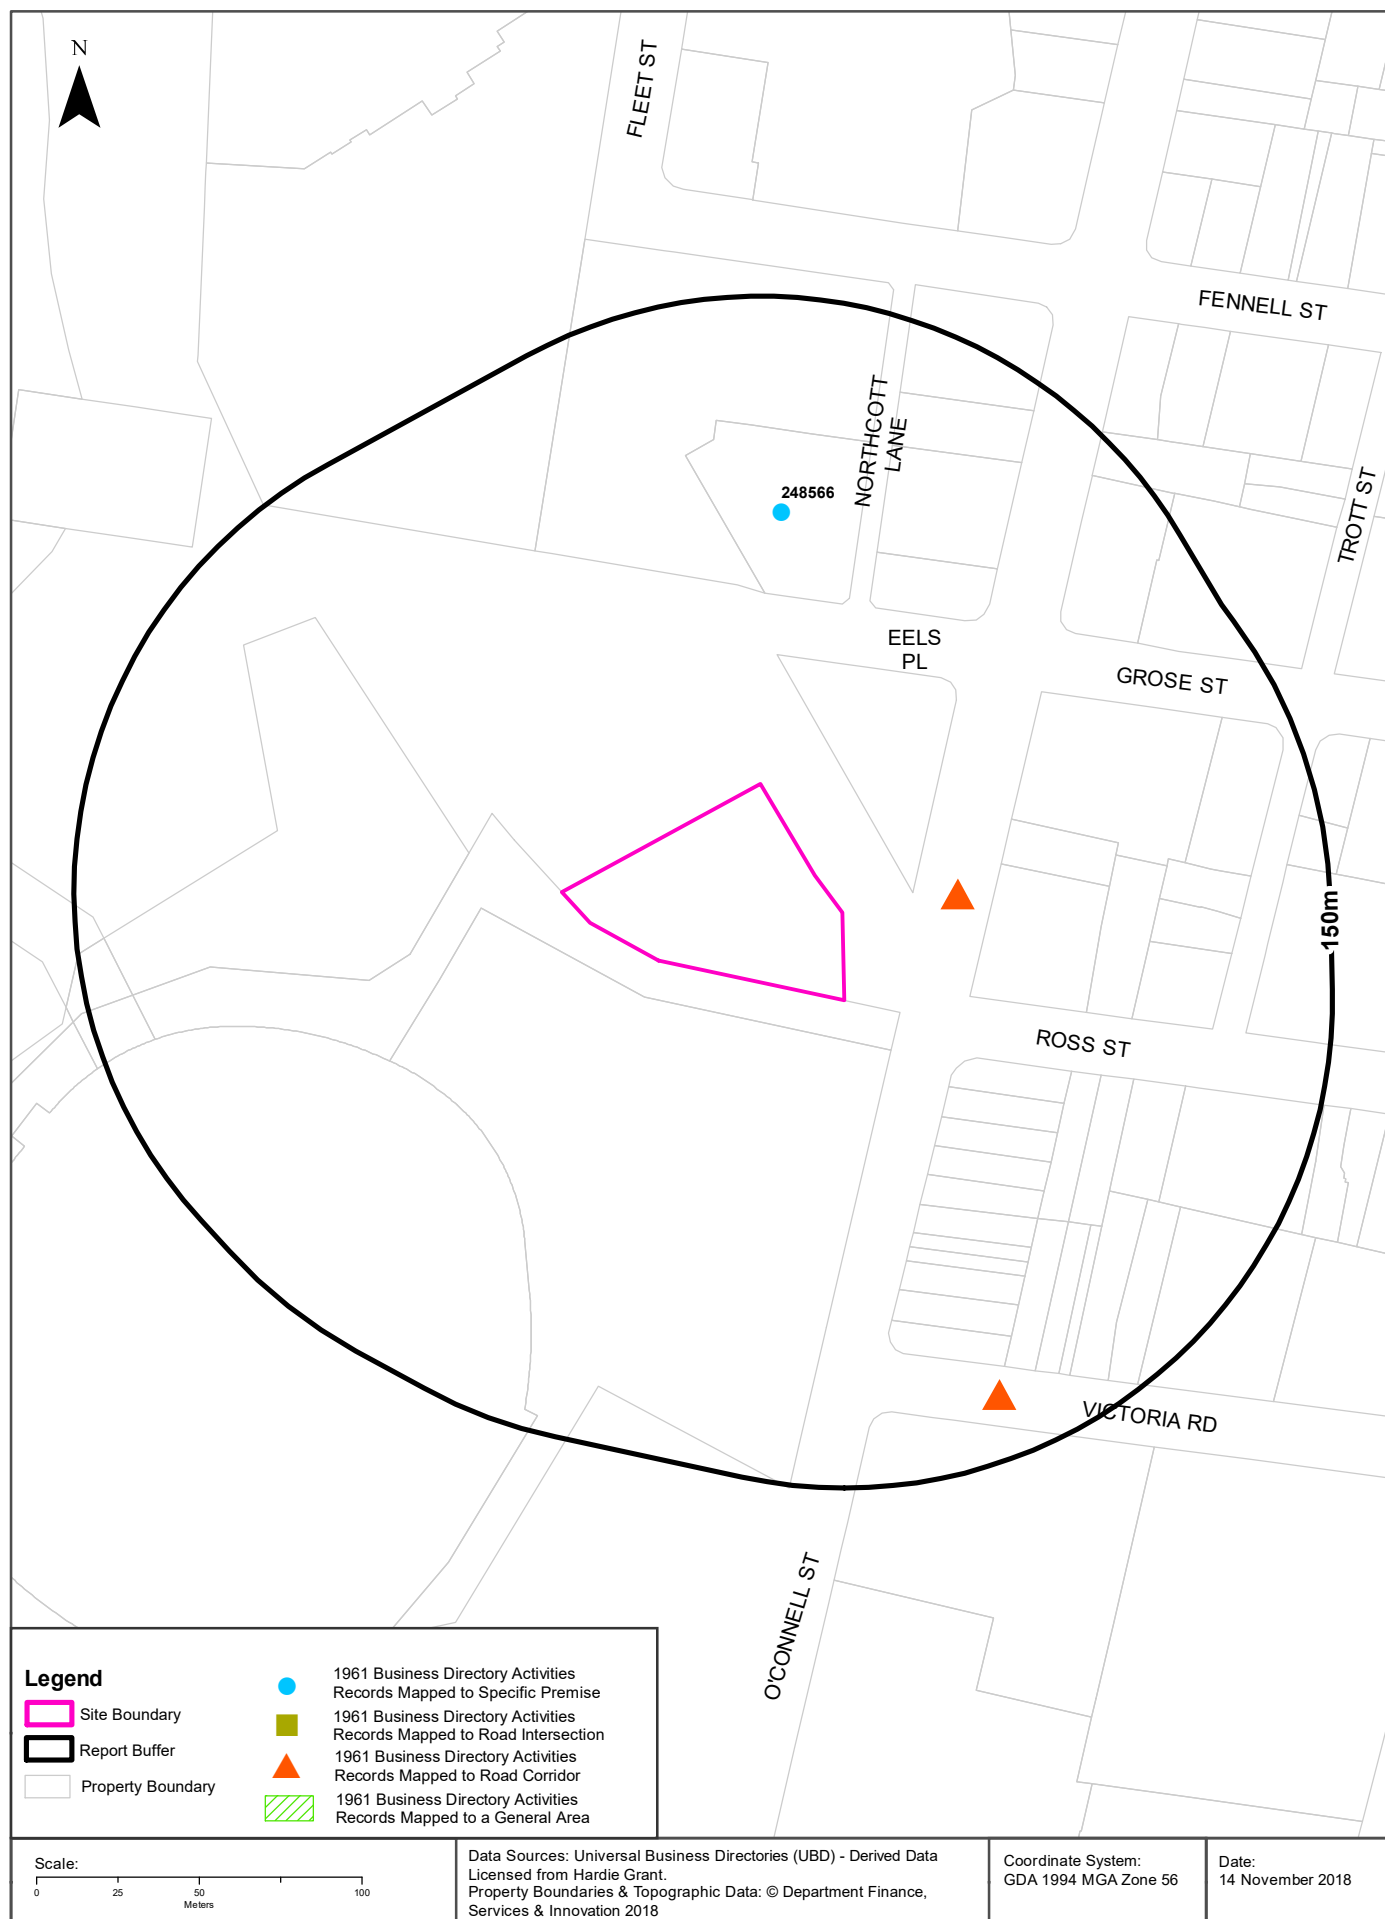 N
FLEET ST
FENNELL ST
NORTHCOTT
LANE
248566
TROTT ST
EELS
PL
GROSE ST
150m
ROSS ST
VICTORIA RD
O'CONNELL ST
Legend
Site Boundary
Report Buffer
Property Boundary
1961 Business Directory Activities
Records Mapped to Specific Premise
1961 Business Directory Activities
Records Mapped to Road Intersection
1961 Business Directory Activities
Records Mapped to Road Corridor
1961 Business Directory Activities
Records Mapped to a General Area
Scale:
0 25 50 100
Meters
Data Sources: Universal Business Directories (UBD) - Derived Data
Licensed from Hardie Grant.
Property Boundaries & Topographic Data: © Department Finance,
Services & Innovation 2018
Coordinate System:
GDA 1994 MGA Zone 56
Date:
14 November 2018